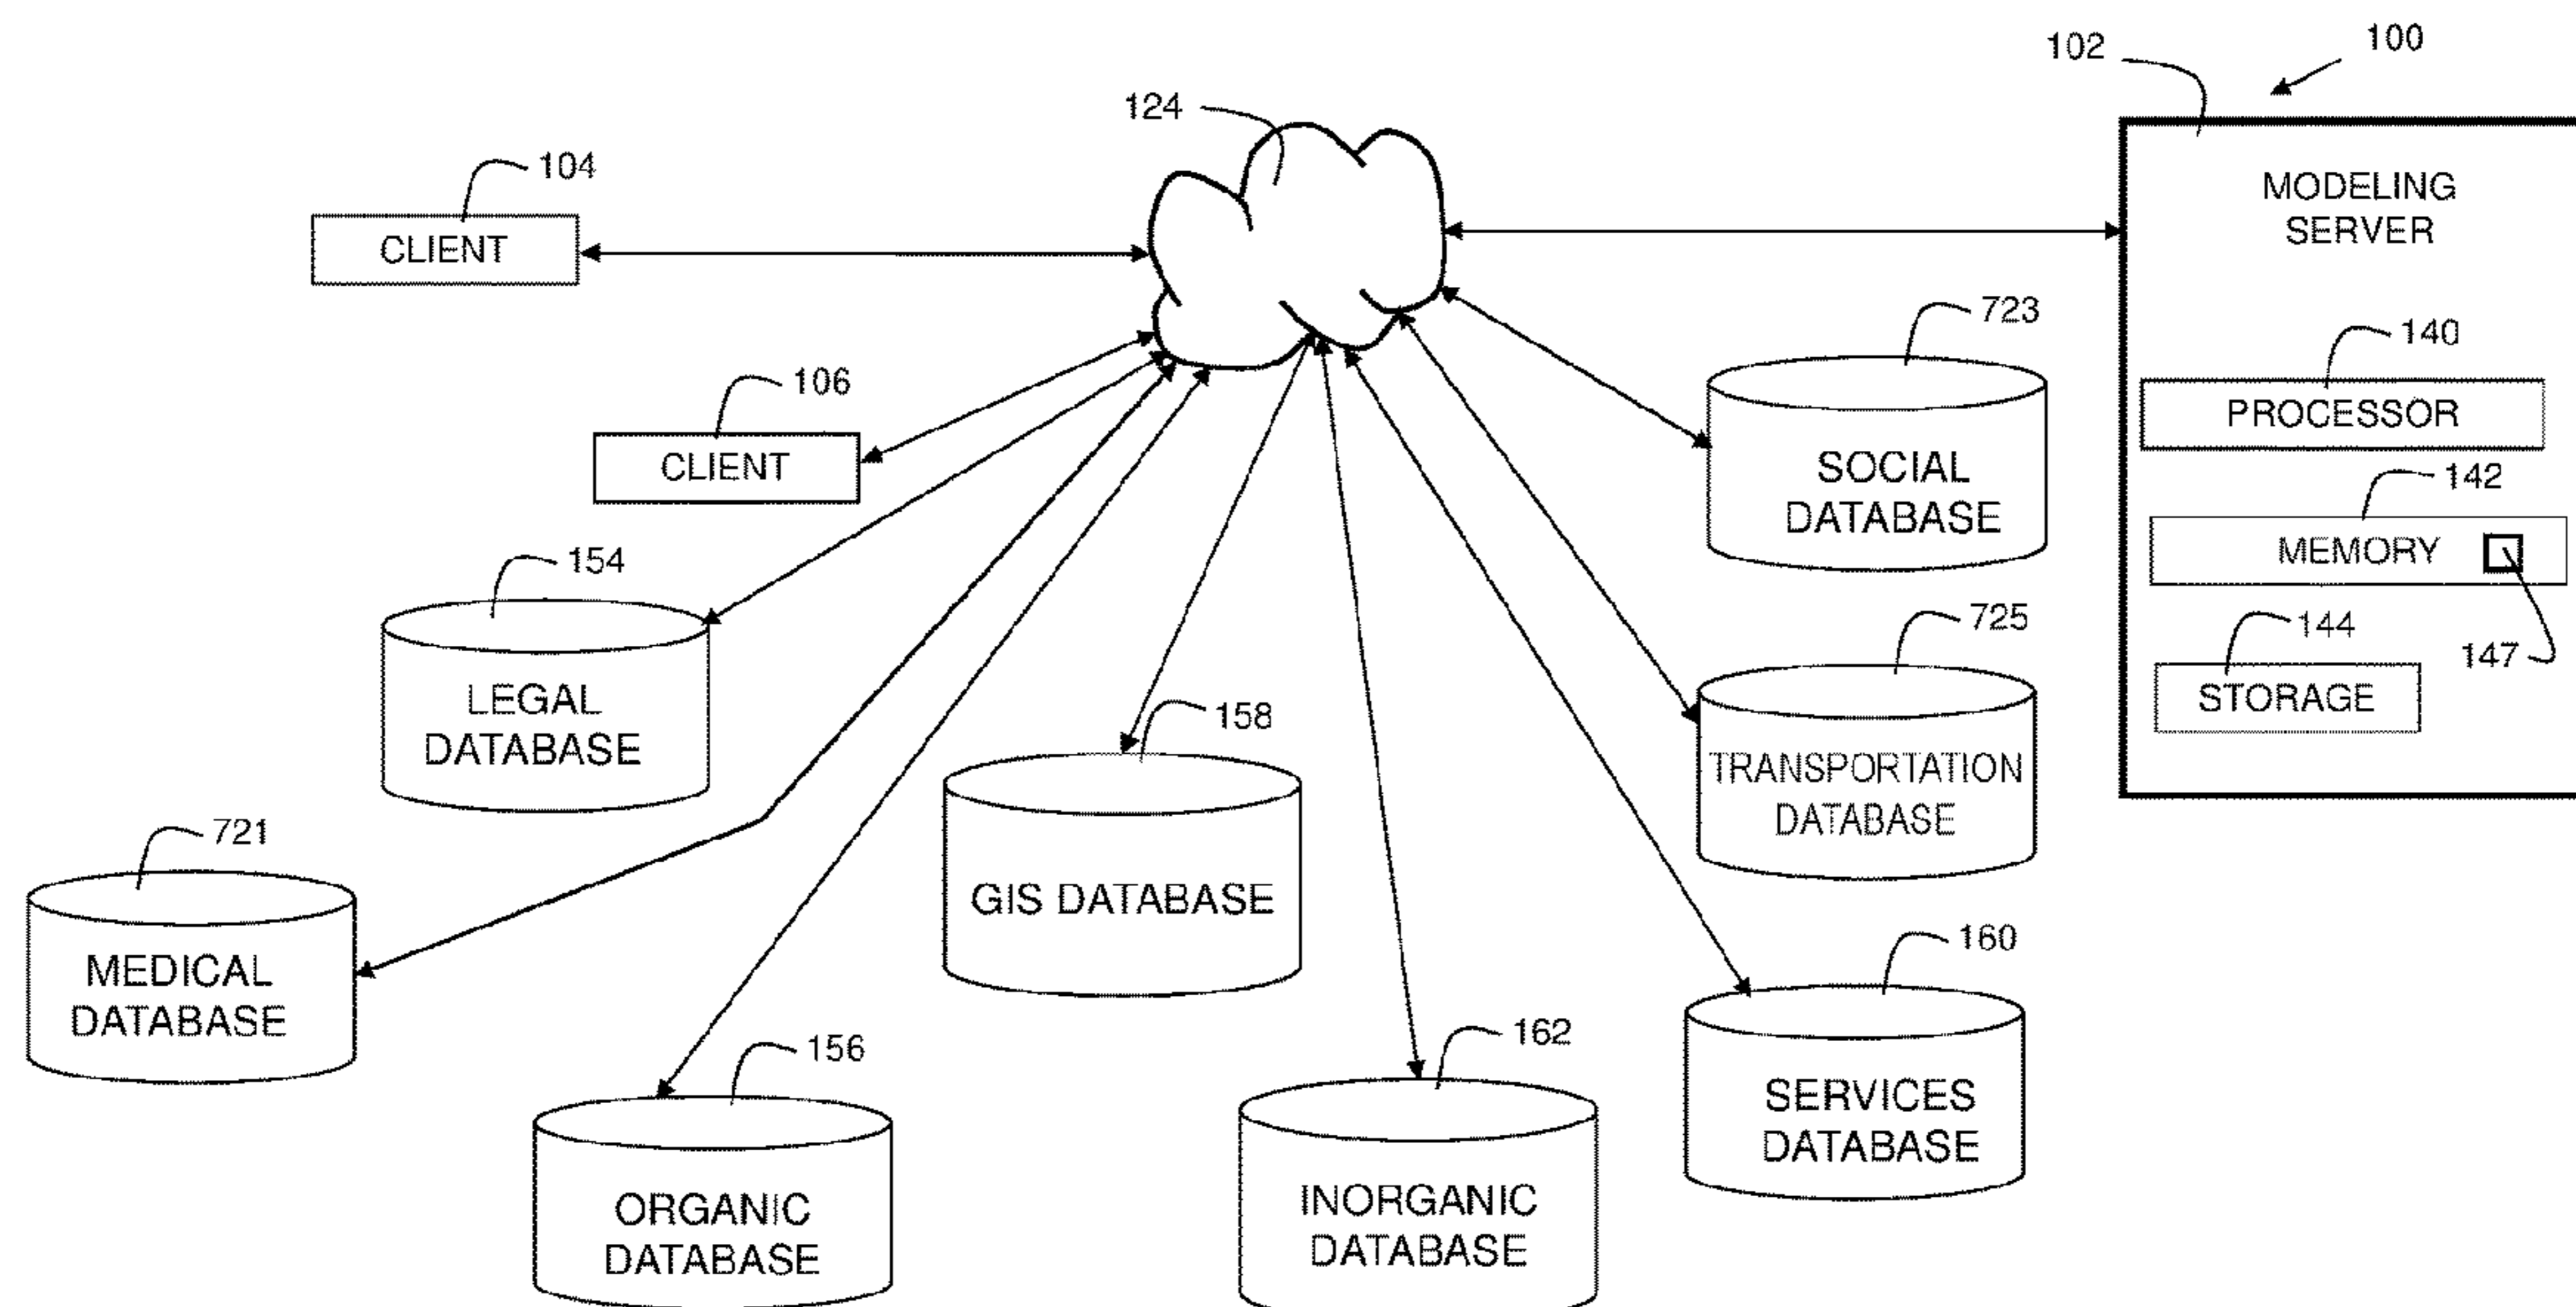 102
100
124
104
MODELING
SERVER
CLIENT
723
140
106
PROCESSOR
CLIENT
SOCIAL
DATABASE
142
MEMORY
154
725
144
147
LEGAL
DATABASE
158
STORAGE
TRANSPORTATION
DATABASE
721
GIS DATABASE
160
MEDICAL
DATABASE
156
162
SERVICES
DATABASE
ORGANIC
DATABASE
INORGANIC
DATABASE